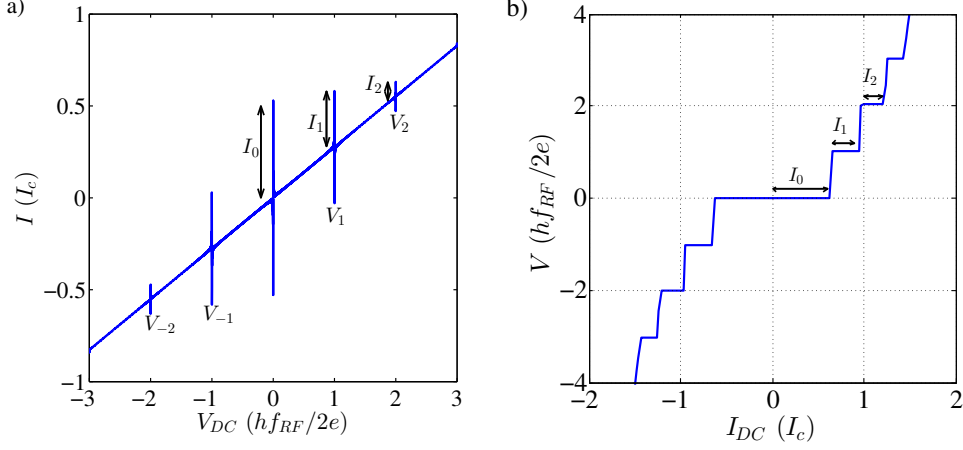 a)
1
0.5
0
−0.5
−1
I (I_c)
I_0
I_1
I_2
V_2
V_1
V_{-1}
V_{-2}
−3 −2 −1 0 1 2 3
V_{DC} (hf_{RF}/2e)
b)
4
2
0
−2
−4
V (hf_{RF}/2e)
I_2
I_1
I_0
−2 −1 0 1 2
I_{DC} (I_c)